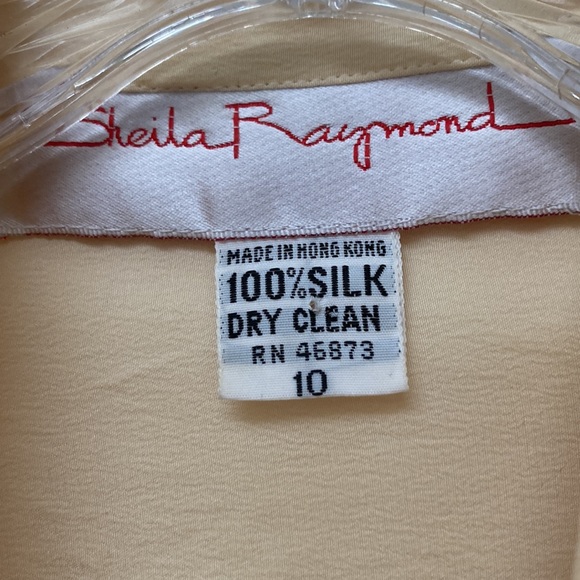 Sheila Raymond
MADE IN HONG KONG
100% SILK
DRY CLEAN
RN 46873
10